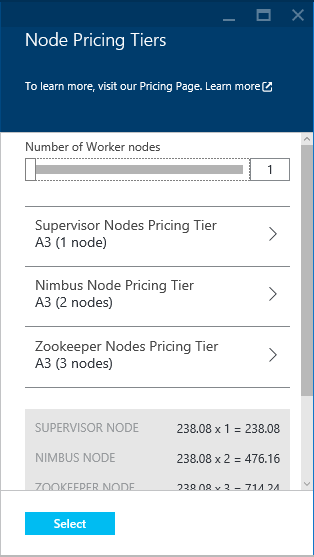 Node Pricing Tiers
To learn more, visit our Pricing Page. Learn more
Number of Worker nodes
1
Supervisor Nodes Pricing Tier
A3 (1 node)
Nimbus Node Pricing Tier
A3 (2 nodes)
Zookeeper Nodes Pricing Tier
A3 (3 nodes)
SUPERVISOR NODE 238.08 x 1 = 238.08
NIMBUS NODE 238.08 x 2 = 476.16
ZOOKEEPER NODE 238.08 x 3 = 714.24
Select